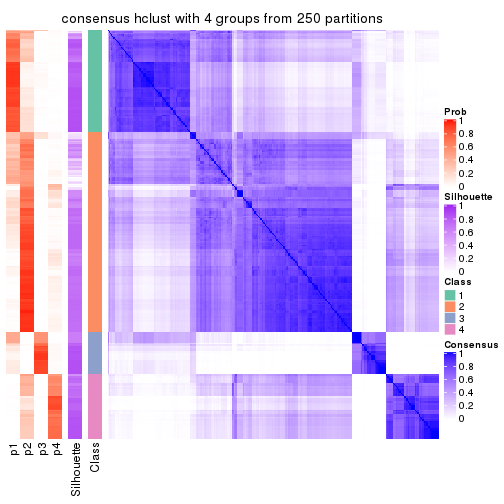 consensus hclust with 4 groups from 250 partitions
Prob
1
0.8
0.6
0.4
0.2
0
Silhouette
1
0.8
0.6
0.4
0.2
0
Class
1
2
3
4
Consensus
1
0.8
0.6
0.4
0.2
0
p1
p2
p3
p4
Silhouette
Class